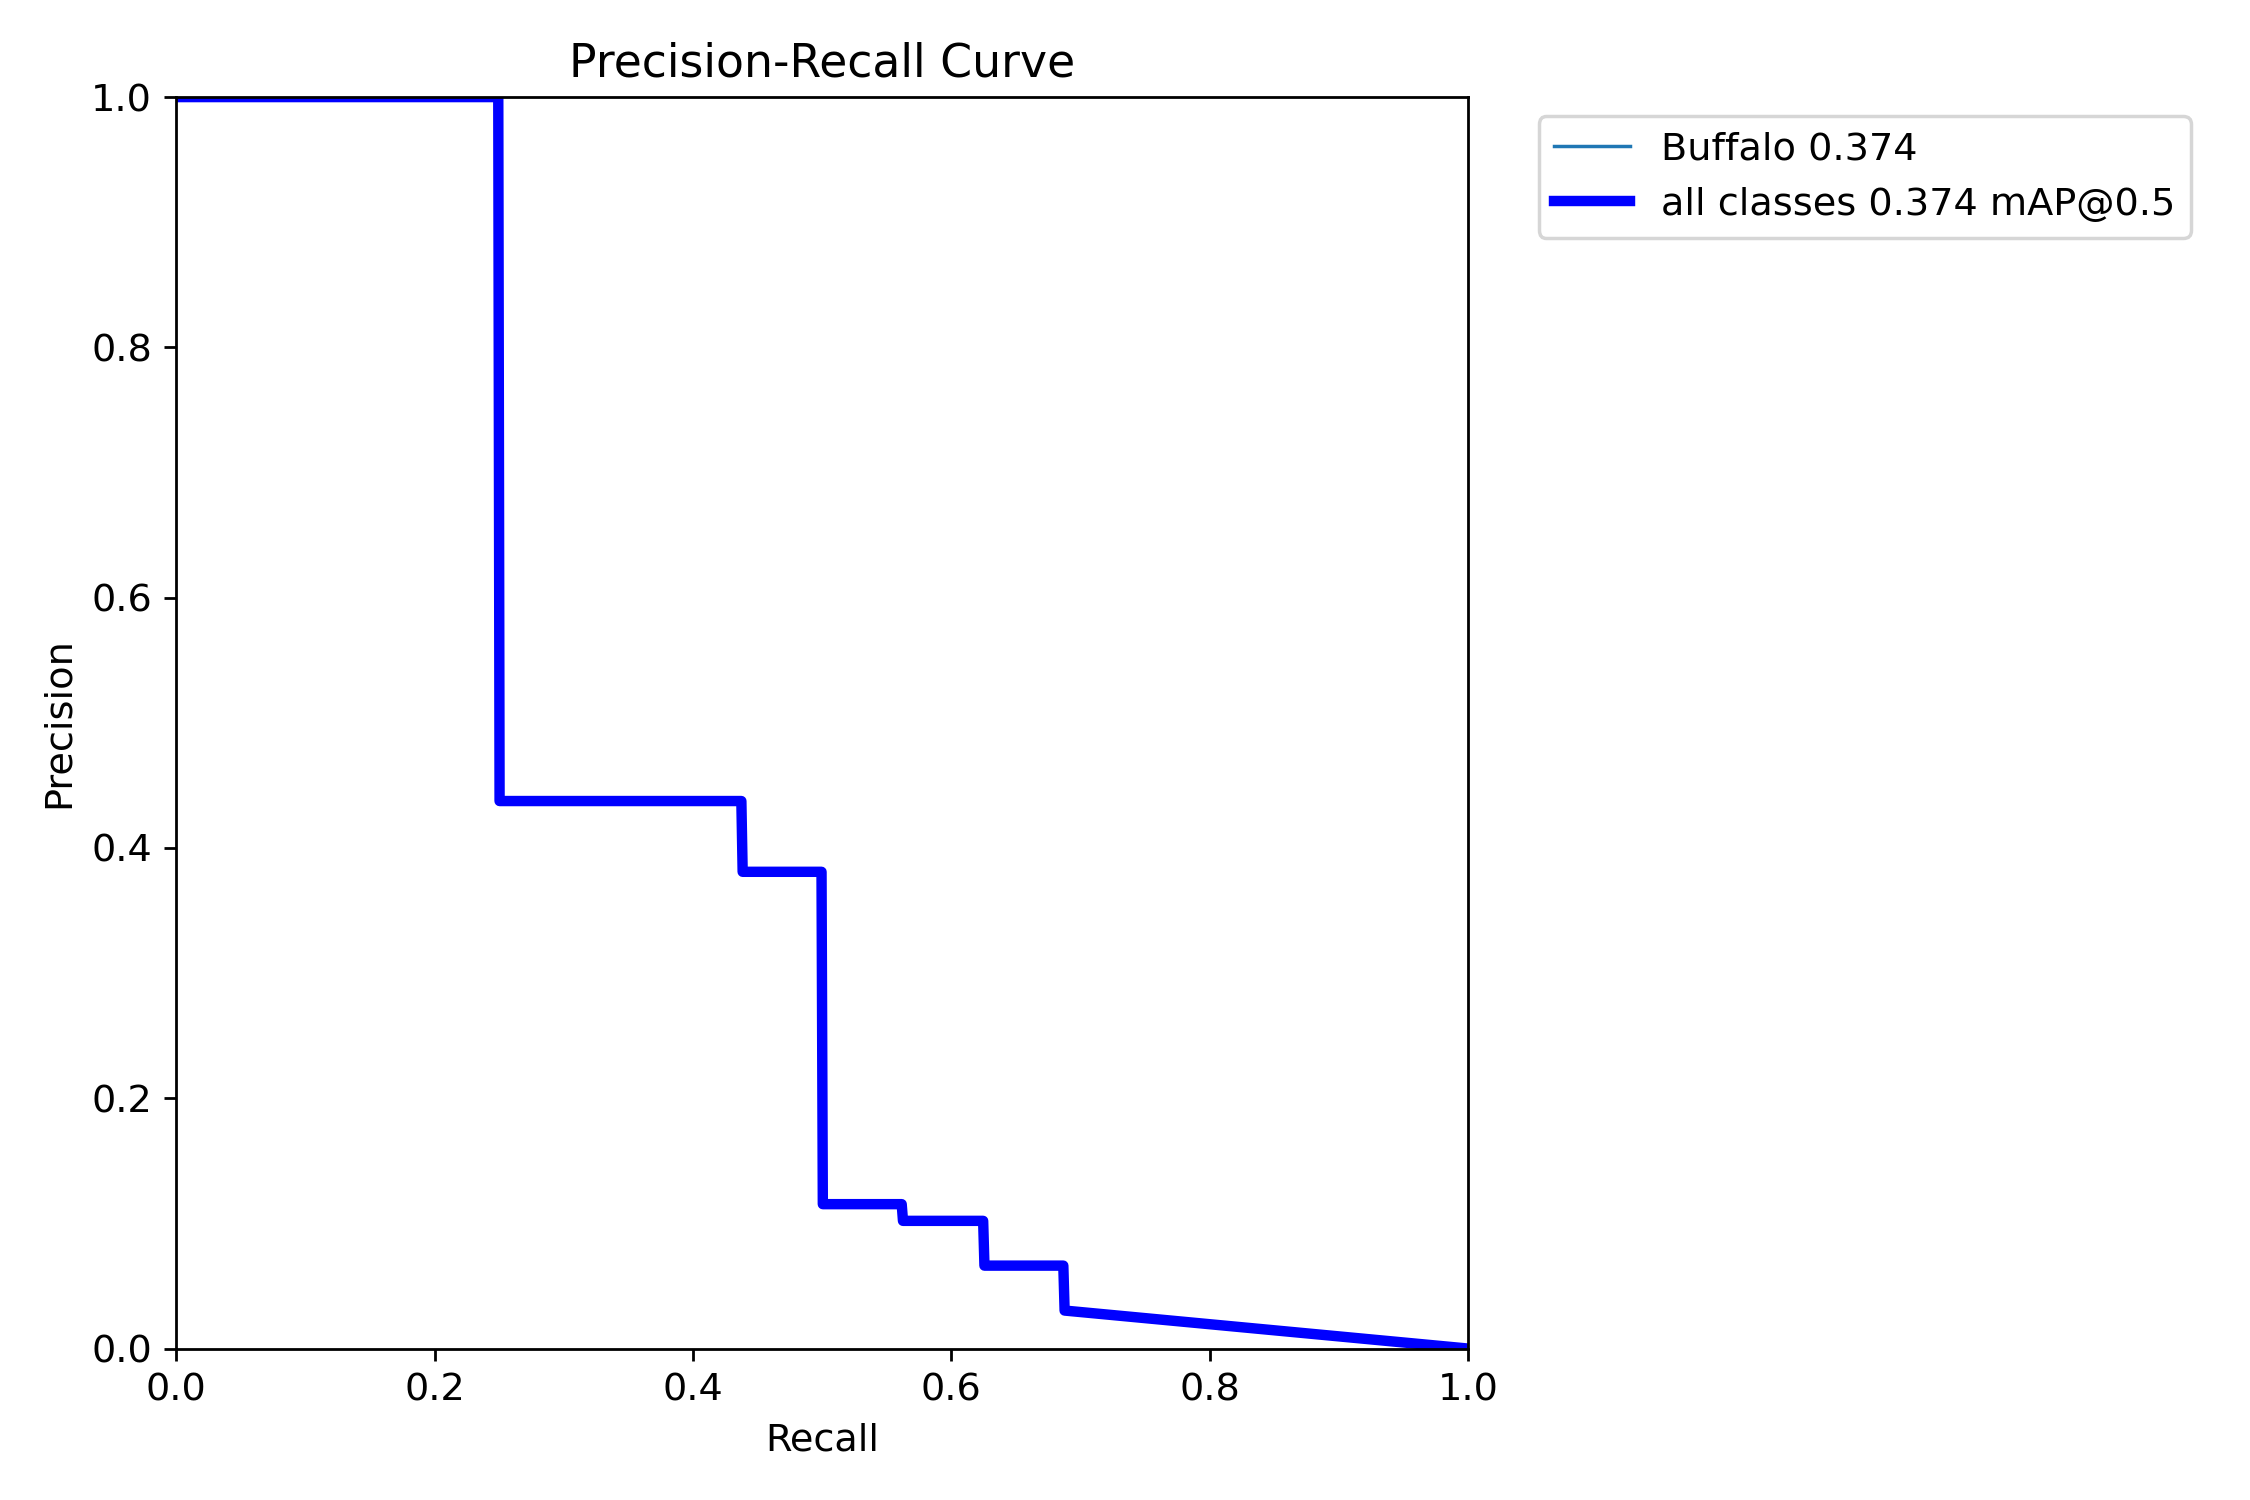 Precision-Recall Curve
1.0
0.8
0.6
0.4
0.2
0.0
Precision
0.0 0.2 0.4 0.6 0.8 1.0
Recall
Buffalo 0.374
all classes 0.374 mAP@0.5